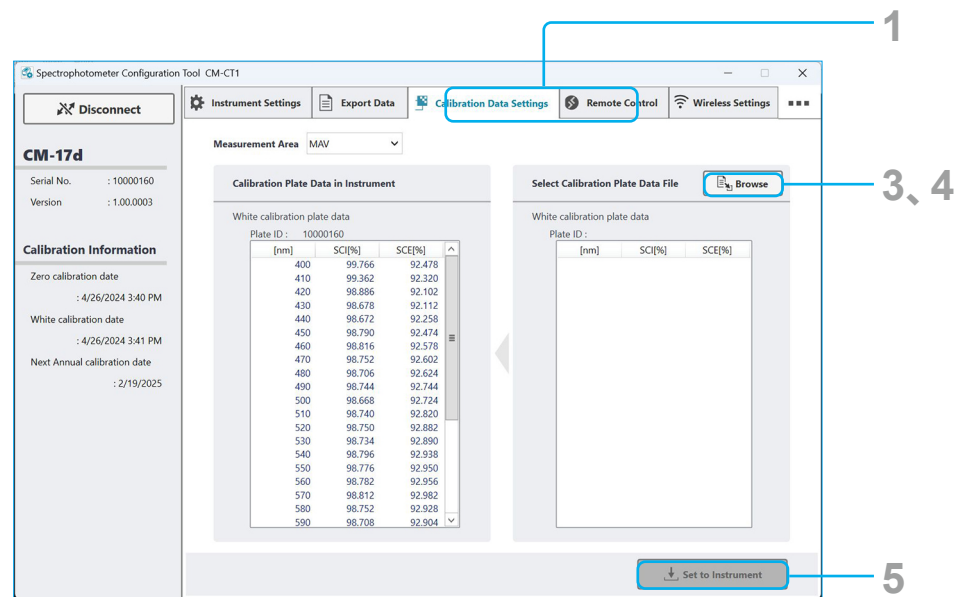 1
Spectrophotometer Configuration Tool CM-CT1
Disconnect
Instrument Settings
Export Data
Calibration Data Settings
Remote Control
Wireless Settings
CM-17d
Serial No. : 10000160
Version : 1.00.0003
Calibration Information
Zero calibration date
: 4/26/2024 3:40 PM
White calibration date
: 4/26/2024 3:41 PM
Next Annual calibration date
: 2/19/2025
Measurement Area MAV
Calibration Plate Data in Instrument
White calibration plate data
Plate ID : 10000160
[nm] SCI[%] SCE[%]
400 99.766 92.478
410 99.362 92.320
420 98.886 92.102
430 98.678 92.112
440 98.672 92.258
450 98.790 92.474
460 98.816 92.578
470 98.752 92.602
480 98.706 92.624
490 98.744 92.744
500 98.668 92.724
510 98.740 92.820
520 98.750 92.882
530 98.734 92.890
540 98.796 92.938
550 98.776 92.950
560 98.782 92.956
570 98.812 92.982
580 98.752 92.928
590 98.708 92.904
Select Calibration Plate Data File
Browse
3、4
White calibration plate data
Plate ID :
[nm] SCI[%] SCE[%]
Set to Instrument
5